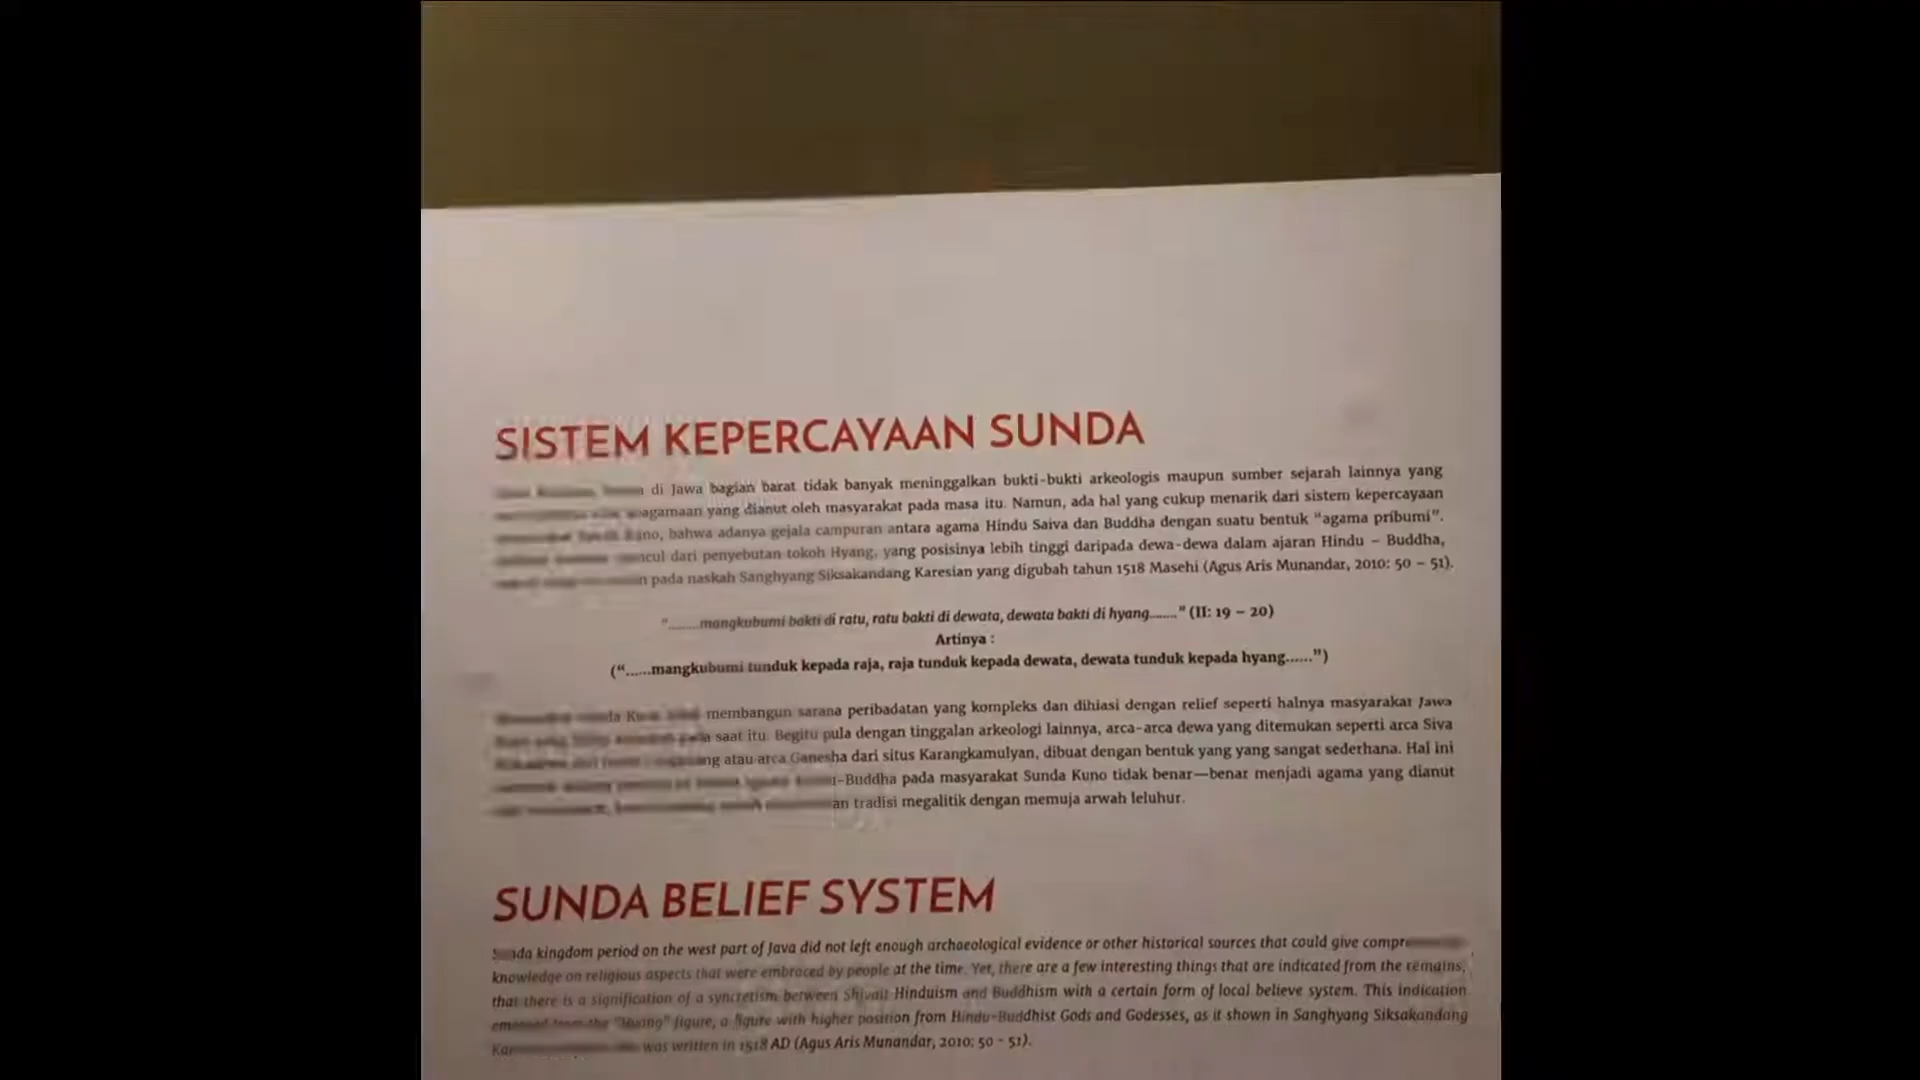 SISTEM KEPERCAYAAN SUNDA
di Jawa bagian barat tidak banyak meninggalkan bukti-bukti arkeologis maupun sumber sejarah lainnya yang
yang dianut oleh masyarakat pada masa itu. Namun, ada hal yang cukup menarik dari sistem kepercayaan
bahwa adanya gejala campuran antara agama Hindu Saiva dan Buddha dengan suatu bentuk “agama pribumi”.
dari penyebutan tokoh Hyang, yang posisinya lebih tinggi daripada dewa-dewa dalam ajaran Hindu – Buddha,
pada naskah Sanghyang Siksakandang Karesian yang digubah tahun 1518 Masehi (Agus Aris Munandar, 2010: 50 – 51).
“........mangkubumi bakti di ratu, ratu bakti di dewata, dewata bakti di hyang.......” (II: 19 – 20)
Artinya :
(“......mangkubumi tunduk kepada raja, raja tunduk kepada dewata, dewata tunduk kepada hyang......”)
membangun sarana peribadatan yang kompleks dan dihiasi dengan relief seperti halnya masyarakat Jawa
saat itu. Begitu pula dengan tinggalan arkeologi lainnya, arca-arca dewa yang ditemukan seperti arca Siva
atau arca Ganesha dari situs Karangkamulyan, dibuat dengan bentuk yang yang sangat sederhana. Hal ini
-Buddha pada masyarakat Sunda Kuno tidak benar—benar menjadi agama yang dianut
tradisi megalitik dengan memuja arwah leluhur.
SUNDA BELIEF SYSTEM
Sunda kingdom period on the west part of Java did not left enough archaeological evidence or other historical sources that could give
knowledge on religious aspects that were embraced by people at the time. Yet, there are a few interesting things that are indicated from the remains,
that there is a signification of a syncretism between Shivait Hinduism and Buddhism with a certain form of local believe system. This indication
emerged from the "Hyang" figure, a figure with higher position from Hindu-Buddhist Gods and Godesses, as it shown in Sanghyang Siksakandang
was written in 1518 AD (Agus Aris Munandar, 2010: 50 - 51).